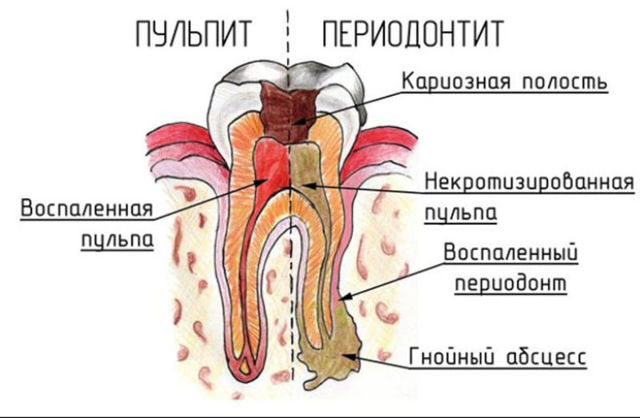 ПУЛЬПИТ ПЕРИОДОНТИТ
Кариозная полость
Некротизированная
пульпа
Воспаленная
пульпа
Воспаленный
периодонт
Гнойный абсцесс